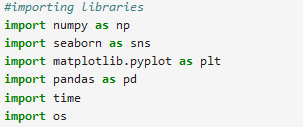 #importing libraries
import numpy as np
import seaborn as sns
import matplotlib.pyplot as plt
import pandas as pd
import time
import os